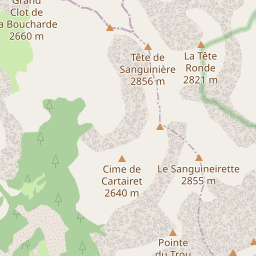 Grand
Clot de
la Boucharde
2660 m
Tête de
Sanguinière
2856 m
La Tête
Ronde
2821 m
Cime de
Cartairet
2640 m
Le Sanguineirette
2855 m
Pointe
du Trou